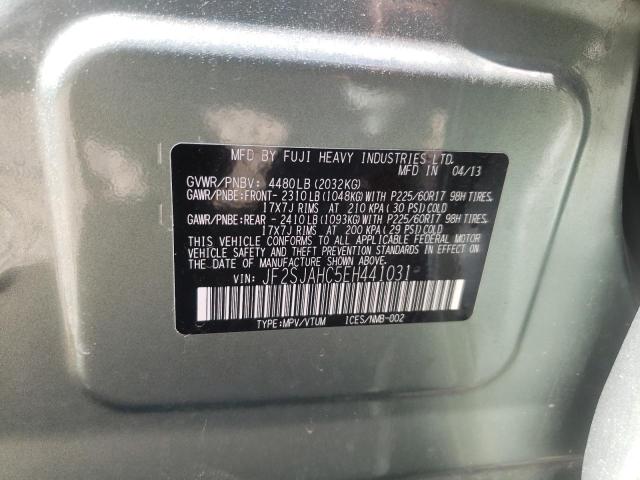 MFD BY FUJI HEAVY INDUSTRIES LTD.
MFD IN 04/13
GVWR/PNBV: 4480LB(2032KG)
GAWR/PNBE:FRONT- 2310LB(1048KG)WITH P225/60R17 98H TIRES,
17X7J RIMS AT 210 KPA(30 PSI)COLD
GAWR/PNBE:REAR - 2410LB(1093KG)WITH P225/60R17 98H TIRES,
17X7J RIMS AT 200 KPA(29 PSI)COLD
THIS VEHICLE CONFORMS TO ALL APPLICABLE FEDERAL MOTOR
VEHICLE SAFETY AND THEFT PREVENTION STANDARDS IN EFFECT ON
THE DATE OF MANUFACTURE SHOWN ABOVE.
VIN: JF2SJAHC5EH441031
TYPE:MPV/VTUM ICES/NMB-002